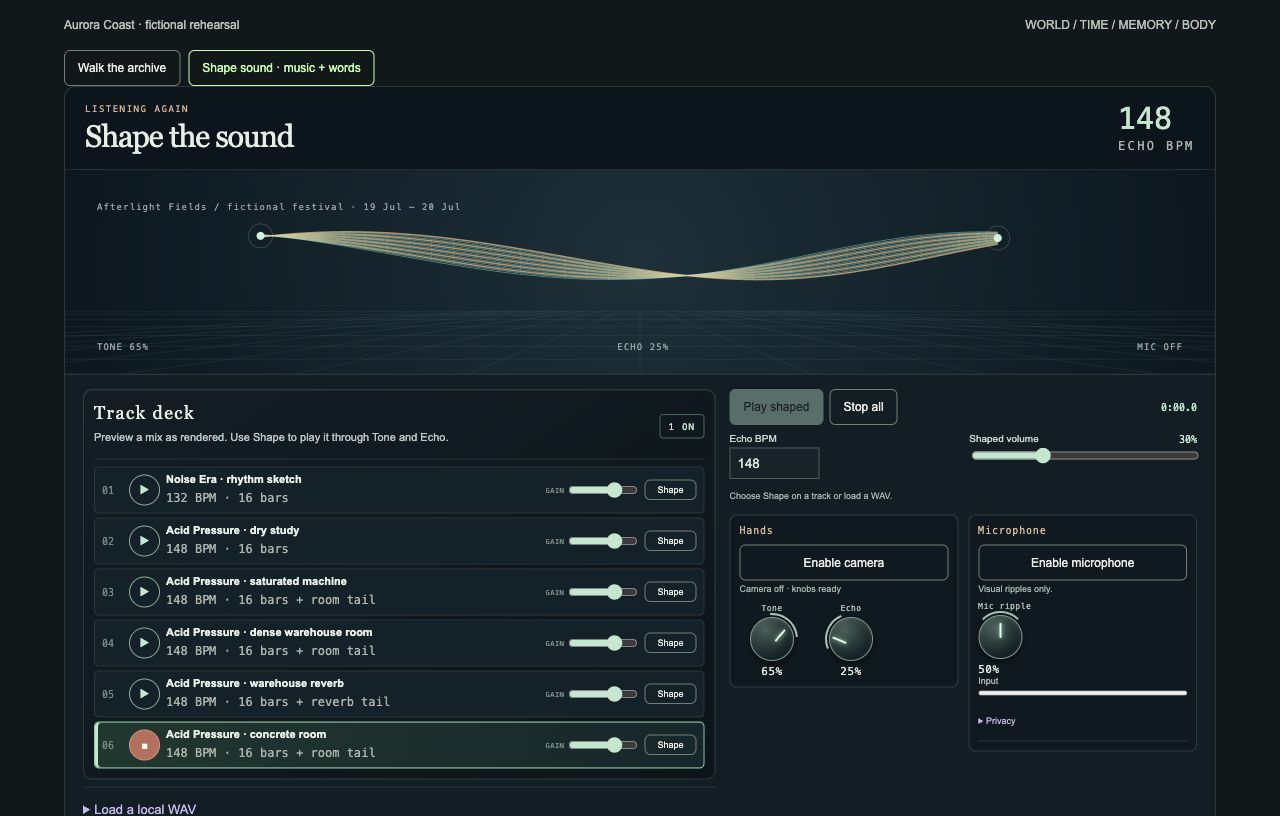 Aurora Coast · fictional rehearsal
WORLD / TIME / MEMORY / BODY
Walk the archive
Shape sound · music + words
LISTENING AGAIN
Shape the sound
148
ECHO BPM
Afterlight Fields / fictional festival · 19 Jul – 20 Jul
TONE 65%
ECHO 25%
MIC OFF
Track deck
Preview a mix as rendered. Use Shape to play it through Tone and Echo.
1 ON
01
Noise Era · rhythm sketch
132 BPM · 16 bars
GAIN
Shape
02
Acid Pressure · dry study
148 BPM · 16 bars
GAIN
Shape
03
Acid Pressure · saturated machine
148 BPM · 16 bars + room tail
GAIN
Shape
04
Acid Pressure · dense warehouse room
148 BPM · 16 bars + room tail
GAIN
Shape
05
Acid Pressure · warehouse reverb
148 BPM · 16 bars + reverb tail
GAIN
Shape
06
Acid Pressure · concrete room
148 BPM · 16 bars + room tail
GAIN
Shape
Load a local WAV
Play shaped
Stop all
0:00.0
Echo BPM
148
Shaped volume
30%
Choose Shape on a track or load a WAV.
Hands
Enable camera
Camera off · knobs ready
Tone
Echo
65%
25%
Microphone
Enable microphone
Visual ripples only.
Mic ripple
50%
Input
Privacy